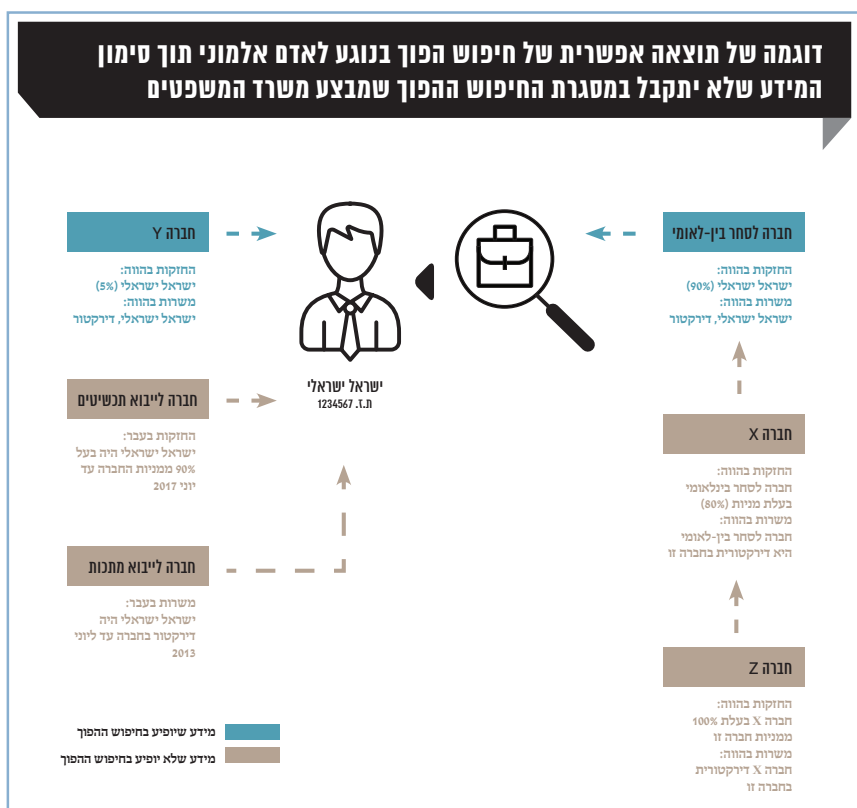 דוגמה של תוצאה אפשרית של חיפוש הפוך בנוגע לאדם אלמוני תוך סימון
המידע שלא יתקבל במסגרת החיפוש ההפוך שמבצע משרד המשפטים
חברה לסחר בין-לאומי
החזקות בהווה:
ישראל ישראלי (90%)
משרות בהווה:
ישראל ישראלי, דירקטור
חברה X
החזקות בהווה:
חברה לסחר בינלאומי
בעלת מניות (80%)
משרות בהווה:
חברה לסחר בין-לאומי
היא דירקטורית בחברה זו
חברה Z
החזקות בהווה:
חברה X בעלת 100%
ממניות חברה זו
משרות בהווה:
חברה X דירקטורית
בחברה זו
ישראל ישראלי
ת.ז. 1234567
חברה Y
החזקות בהווה:
ישראל ישראלי (5%)
משרות בהווה:
ישראל ישראלי, דירקטור
חברה לייבוא תכשיטים
החזקות בעבר:
ישראל ישראלי היה בעל
90% ממניות החברה עד
יוני 2017
חברה לייבוא מתכות
משרות בעבר:
ישראל ישראלי היה
דירקטור בחברה עד ליוני
2013
מידע שיופיע בחיפוש ההפוך
מידע שלא יופיע בחיפוש ההפוך